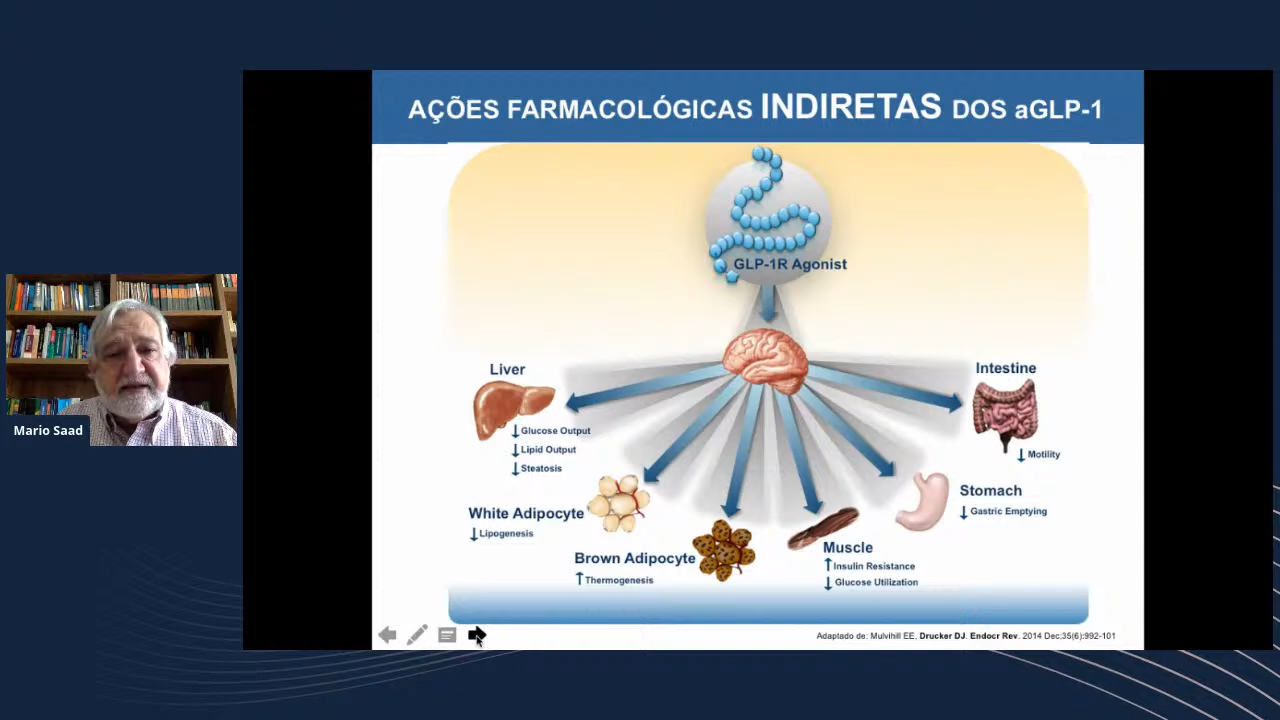 AÇÕES FARMACOLÓGICAS INDIRETAS DOS aGLP-1
GLP-1R Agonist
Liver
↓ Glucose Output
↓ Lipid Output
↓ Steatosis
Intestine
↓ Motility
White Adipocyte
↓ Lipogenesis
Stomach
↓ Gastric Emptying
Brown Adipocyte
↑ Thermogenesis
Muscle
↑ Insulin Resistance
↓ Glucose Utilization
Mario Saad
Adaptado de: Mulvihill EE, Drucker DJ. Endocr Rev. 2014 Dec;35(6):992-101